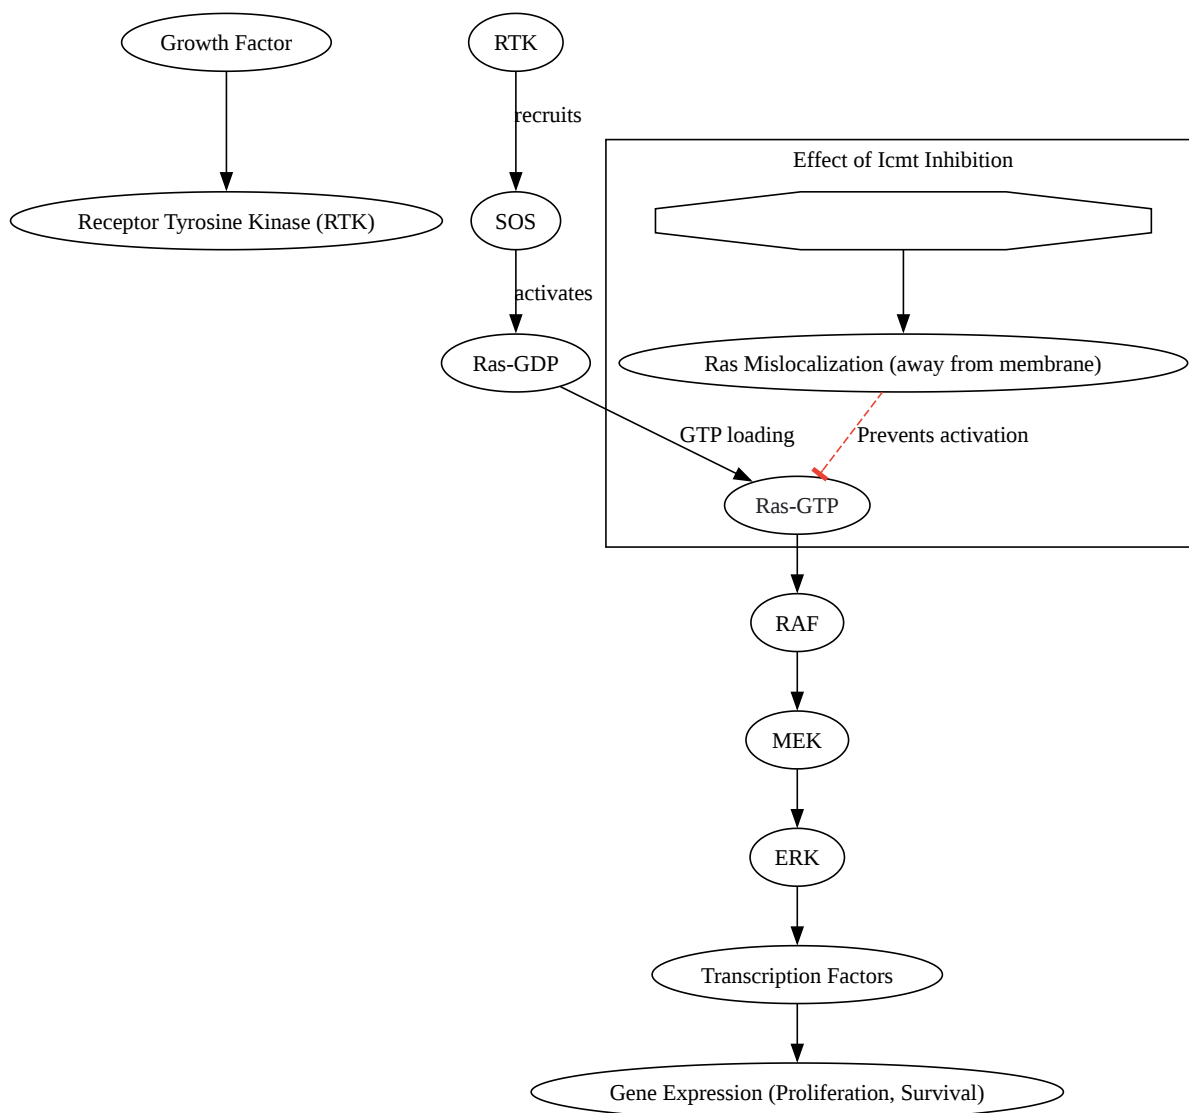 Growth Factor
RTK
recruits
Effect of Icmt Inhibition
Receptor Tyrosine Kinase (RTK)
SOS
activates
Ras-GDP
Ras Mislocalization (away from membrane)
GTP loading
Prevents activation
Ras-GTP
RAF
MEK
ERK
Transcription Factors
Gene Expression (Proliferation, Survival)